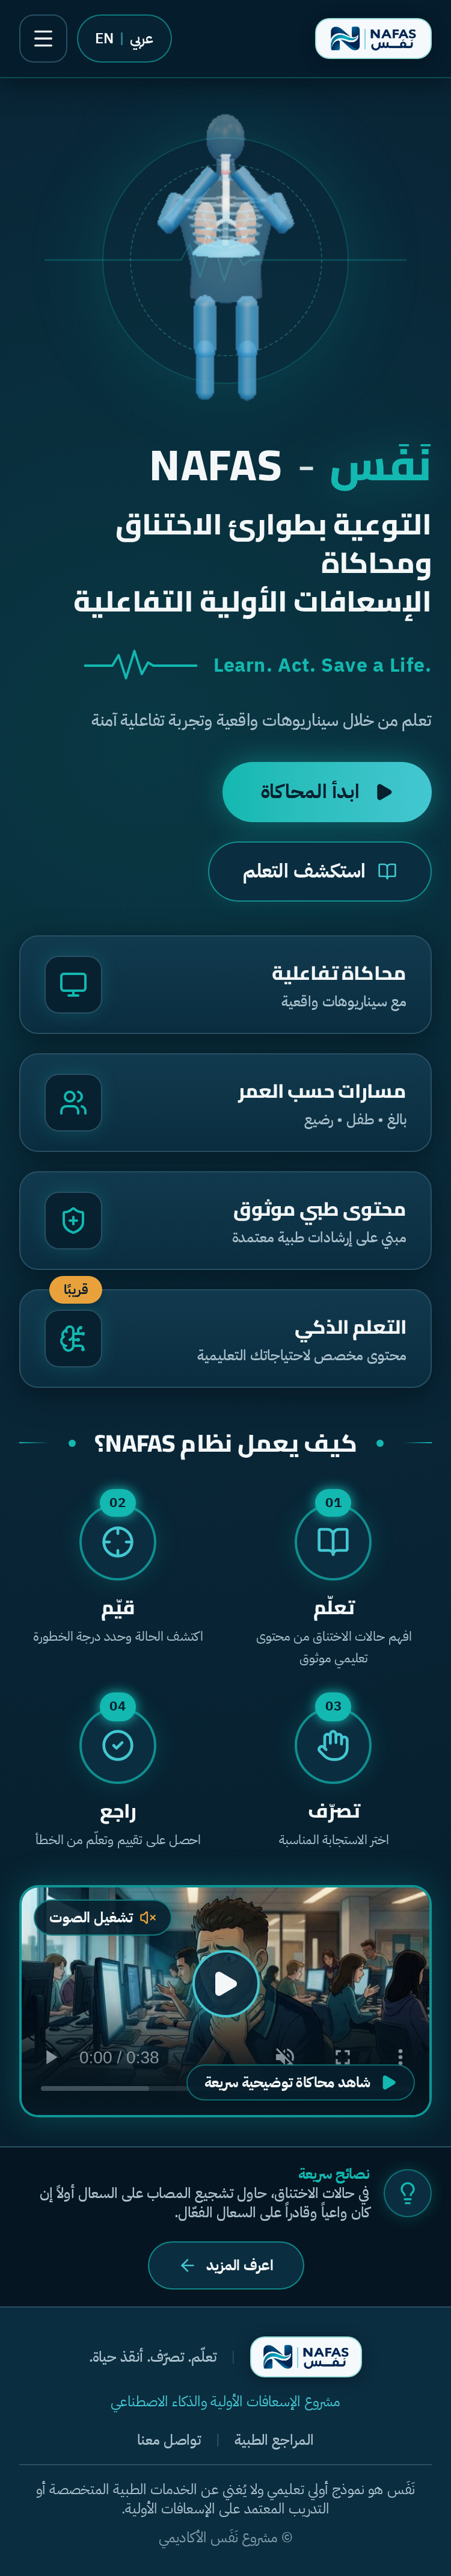 NAFAS
نفس
عربي | EN
نَفَس - NAFAS
التوعية بطوارئ الاختناق
ومحاكاة
الإسعافات الأولية التفاعلية
Learn. Act. Save a Life.
تعلم من خلال سيناريوهات واقعية وتجربة تفاعلية آمنة
ابدأ المحاكاة
استكشف التعلم
محاكاة تفاعلية
مع سيناريوهات واقعية
مسارات حسب العمر
بالغ • طفل • رضيع
محتوى طبي موثوق
مبني على إرشادات طبية معتمدة
قريبًا
التعلم الذكي
محتوى مخصص لاحتياجاتك التعليمية
كيف يعمل نظام NAFAS؟
01
تعلّم
افهم حالات الاختناق من محتوى
تعليمي موثوق
02
قيّم
اكتشف الحالة وحدد درجة الخطورة
03
تصرّف
اختر الاستجابة المناسبة
04
راجع
احصل على تقييم وتعلّم من الخطأ
تشغيل الصوت
0:00 / 0:38
شاهد محاكاة توضيحية سريعة
نصائح سريعة
في حالات الاختناق، حاول تشجيع المصاب على السعال أولاً إن
كان واعياً وقادراً على السعال الفعّال.
اعرف المزيد
NAFAS
نفس
تعلّم. تصرّف. أنقذ حياة.
مشروع الإسعافات الأولية والذكاء الاصطناعي
المراجع الطبية | تواصل معنا
نَفَس هو نموذج أولي تعليمي ولا يُغني عن الخدمات الطبية المتخصصة أو
التدريب المعتمد على الإسعافات الأولية.
© مشروع نَفَس الأكاديمي